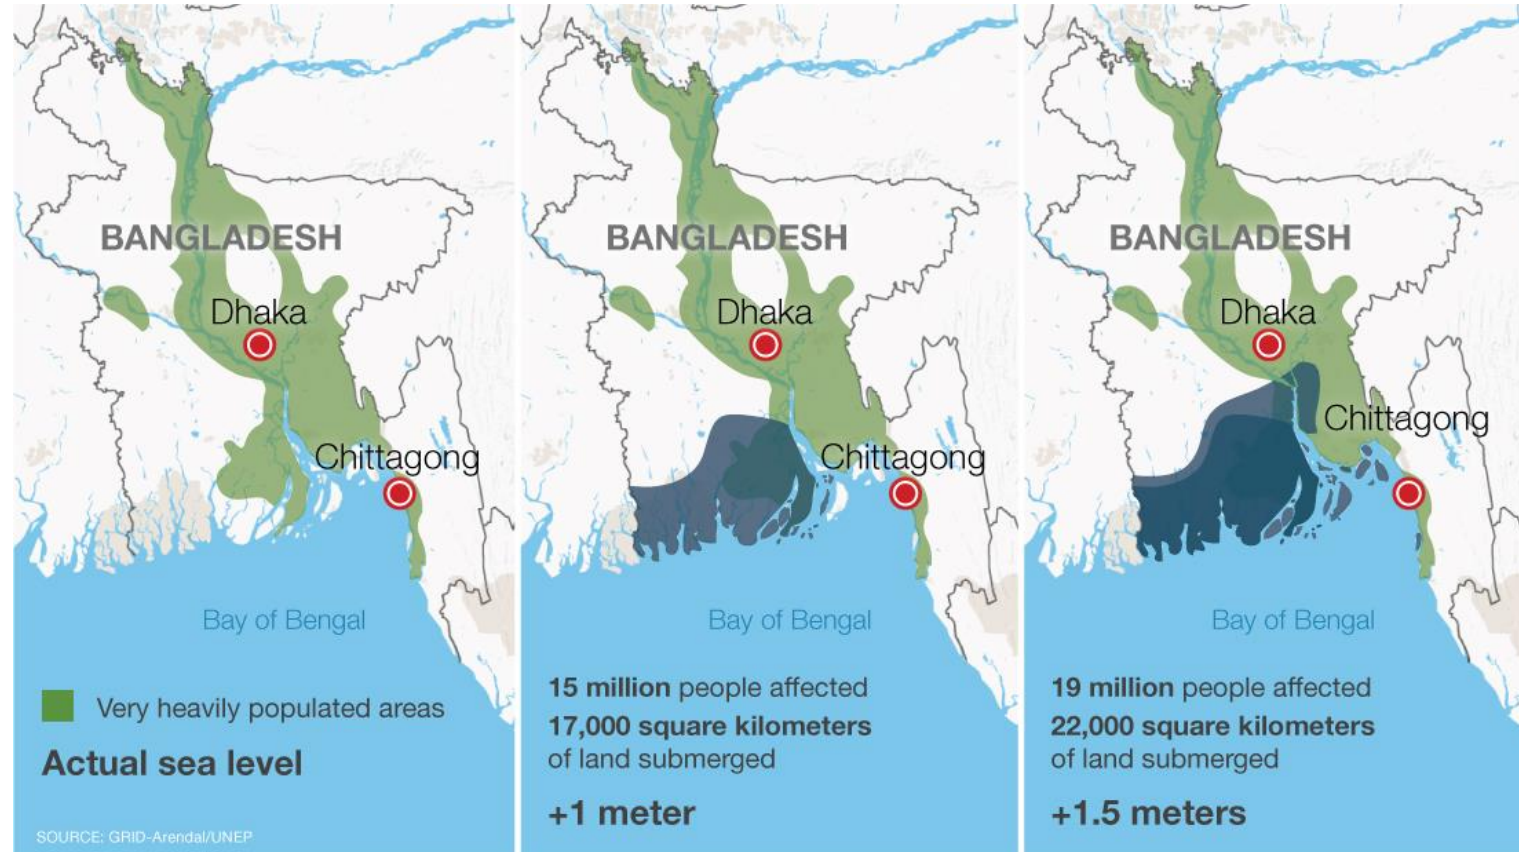 BANGLADESH
Dhaka
Chittagong
Bay of Bengal
Very heavily populated areas
Actual sea level
SOURCE: GRID-Arendal/UNEP
BANGLADESH
Dhaka
Chittagong
Bay of Bengal
15 million people affected
17,000 square kilometers
of land submerged
+1 meter
BANGLADESH
Dhaka
Chittagong
Bay of Bengal
19 million people affected
22,000 square kilometers
of land submerged
+1.5 meters